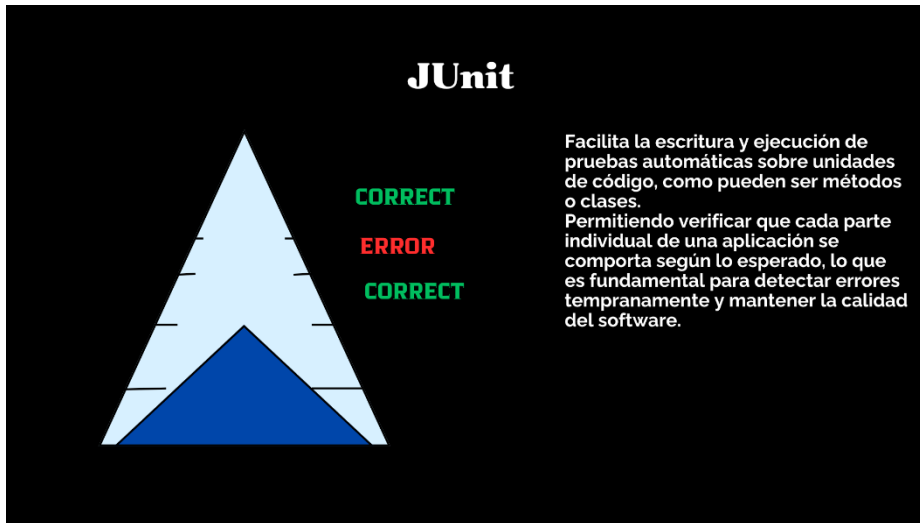 JUnit
CORRECT
ERROR
CORRECT
Facilita la escritura y ejecución de
pruebas automáticas sobre unidades
de código, como pueden ser métodos
o clases.
Permitiendo verificar que cada parte
individual de una aplicación se
comporta según lo esperado, lo que
es fundamental para detectar errores
tempranamente y mantener la calidad
del software.